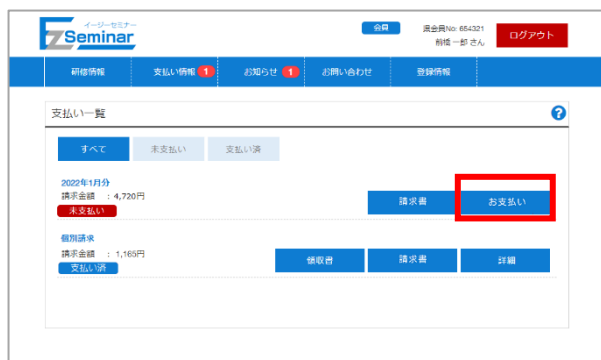 イージーセミナー
EZ Seminar
会員
県会員No: 654321
前橋 一郎 さん
ログアウト
研修情報
支払い情報 1
お知らせ 1
お問い合わせ
登録情報
支払い一覧
?
すべて
未支払い
支払い済
2022年1月分
請求金額 : 4,720円
未支払い
請求書
お支払い
個別請求
請求金額 : 1,165円
支払い済
領収書
請求書
詳細